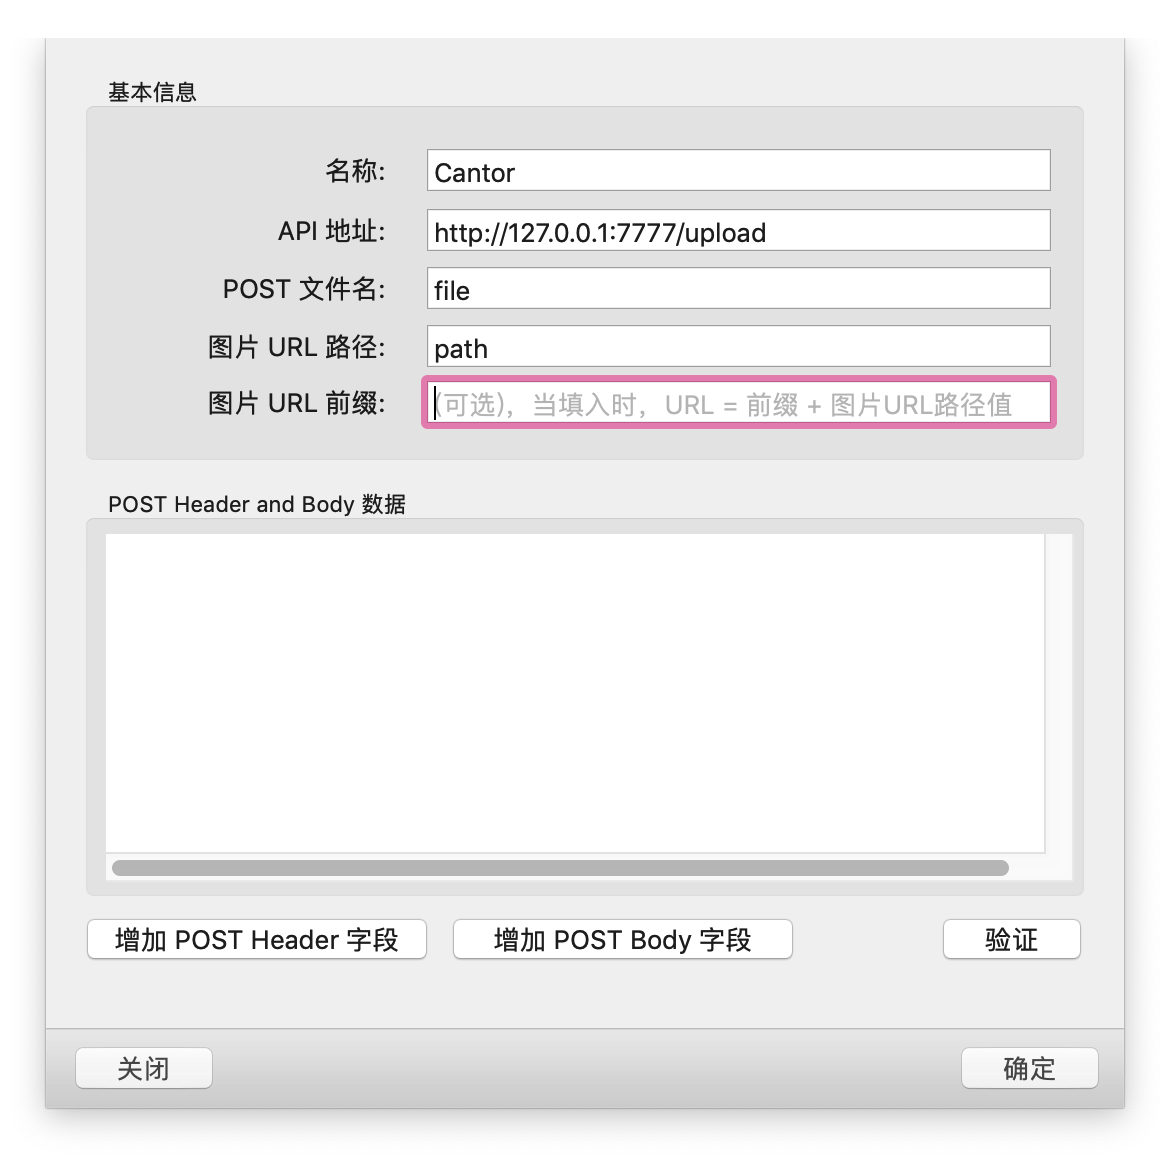 基本信息
名称: Cantor
API 地址: http://127.0.0.1:7777/upload
POST 文件名: file
图片 URL 路径: path
图片 URL 前缀: (可选)，当填入时，URL = 前缀 + 图片URL路径值
POST Header and Body 数据
增加 POST Header 字段 增加 POST Body 字段 验证
关闭 确定